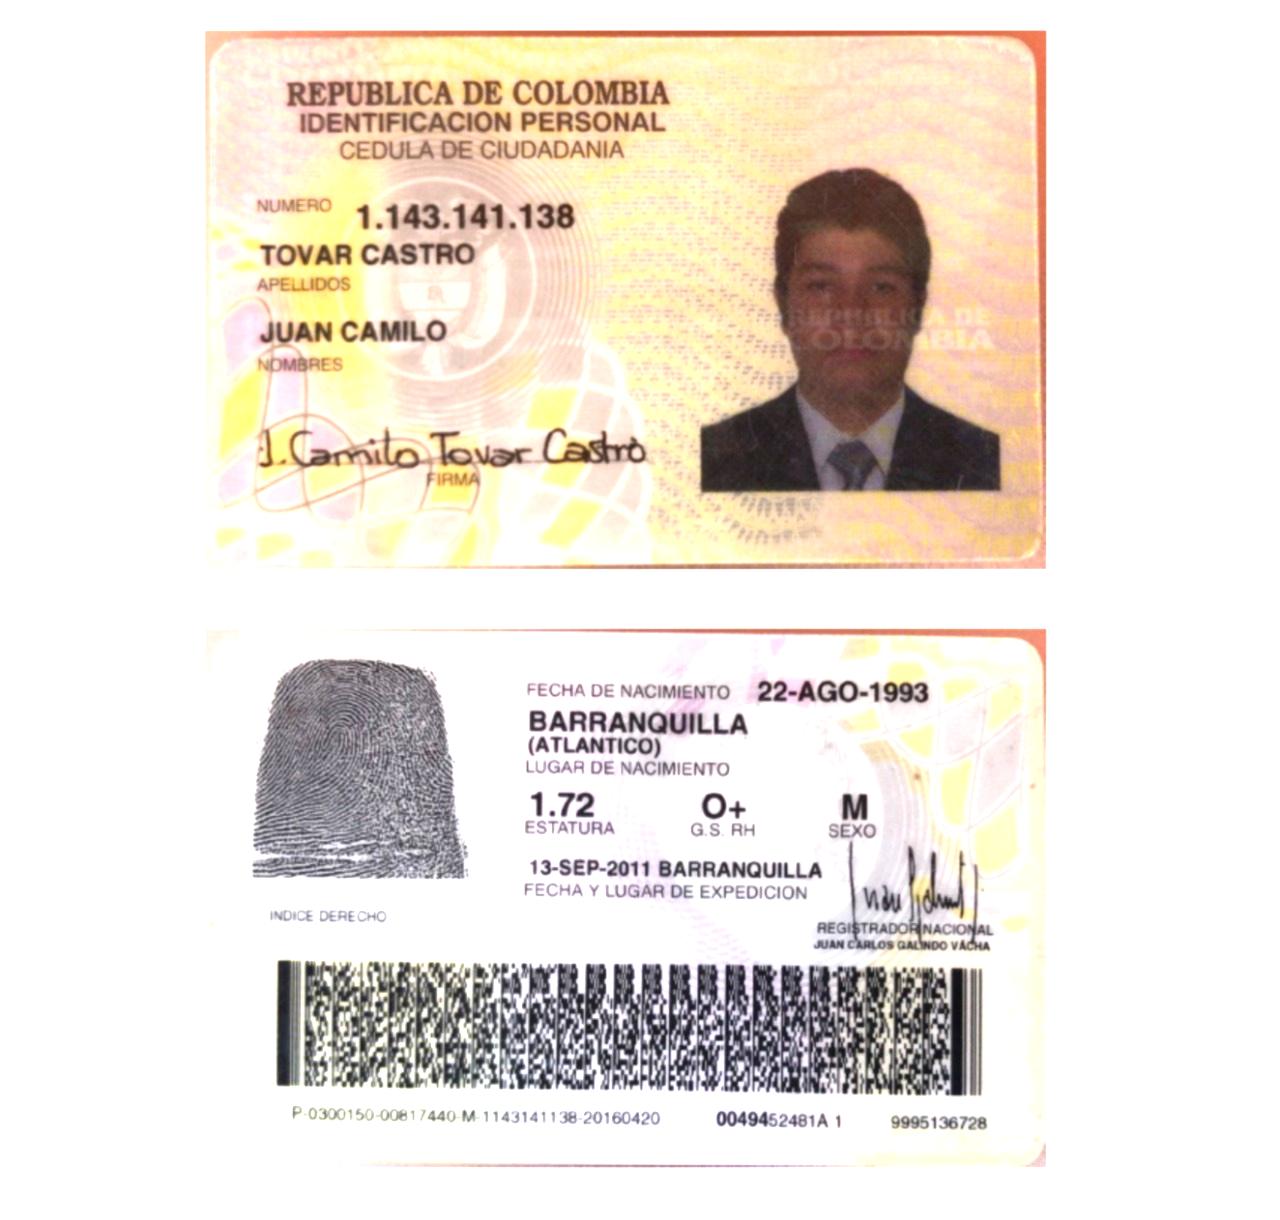 REPUBLICA DE COLOMBIA
IDENTIFICACION PERSONAL
CEDULA DE CIUDADANIA
NUMERO 1.143.141.138
TOVAR CASTRO
APELLIDOS
JUAN CAMILO
NOMBRES
J. Camilo Tovar Castro
FIRMA
REPUBLICA DE
COLOMBIA
FECHA DE NACIMIENTO 22-AGO-1993
BARRANQUILLA
(ATLANTICO)
LUGAR DE NACIMIENTO
1.72 O+ M
ESTATURA G.S. RH SEXO
13-SEP-2011 BARRANQUILLA
FECHA Y LUGAR DE EXPEDICION
INDICE DERECHO
REGISTRADOR NACIONAL
JUAN CARLOS GALINDO VACHA
P-0300150-00817440-M-1143141138-20160420 0049452481A 1 9995136728